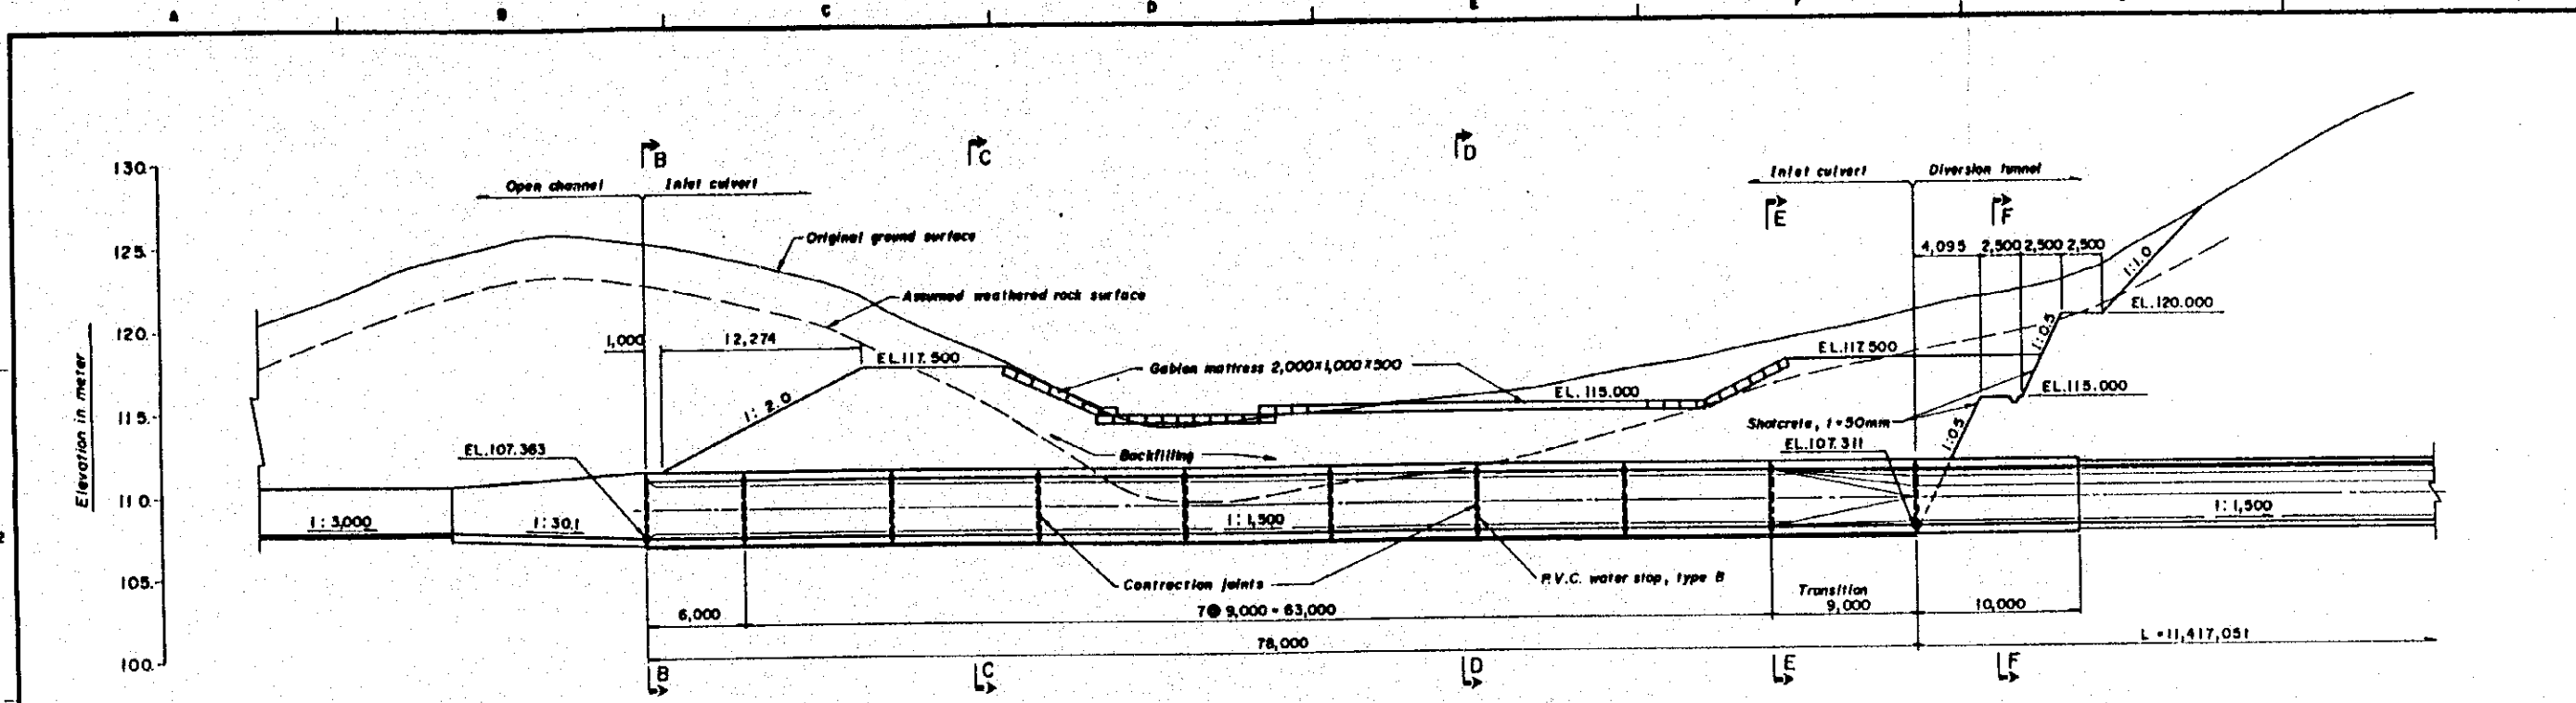 A B C D E F
B C D
130.
Open channel Inlet culvert
Inlet culvert Diversion tunnel
E F
125.
Original ground surface
4,095 2,500 2,500 2,500
1:1.0
Assumed weathered rock surface
EL.120.000
120.
1,000 12,274
EL.117.500
EL.117.500
1:0.5
Gabion mattress 2,000×1,000×500
EL.115.000
EL.115.000
Elevation in meter
115.
1:2.0
Shotcrete, t=50mm
1:0.5
EL.107.363
EL.107.311
Backfilling
110.
1:3,000 1:30.1 1:1,500 1:1,500
2
105.
Contraction joints
P.V.C. water stop, type B
Transition
6,000 7@9,000=63,000 9,000 10,000
78,000
L=11,417,051
100.
B C D E F